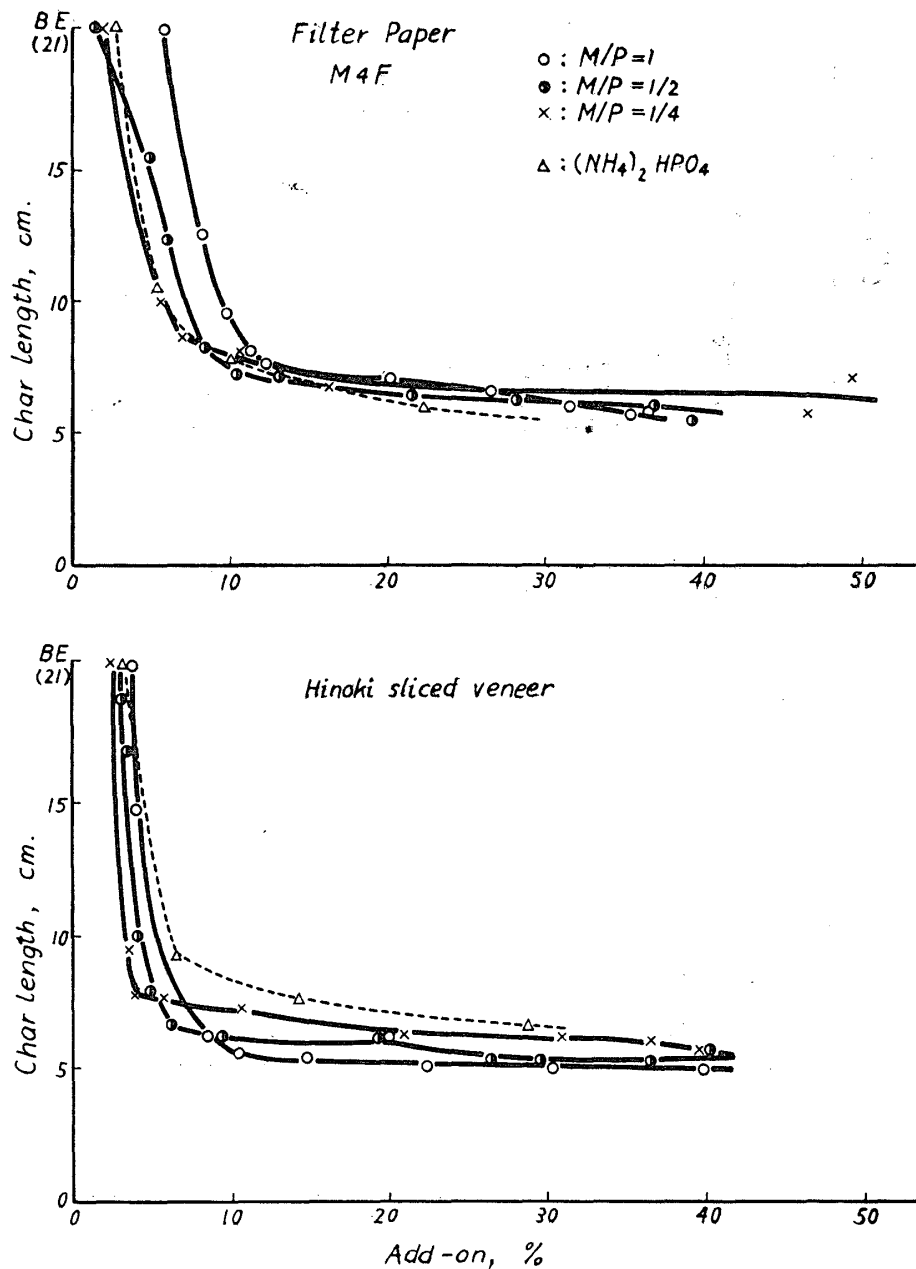 BE
(21)
Filter Paper
M4F
○ : M/P=1
◑ : M/P=1/2
× : M/P=1/4
△ : (NH4)2 HPO4
15
10
5
0
Char length, cm.
0 10 20 30 40 50
BE
(21)
Hinoki sliced veneer
15
10
5
0
Char length, cm.
0 10 20 30 40 50
Add-on, %